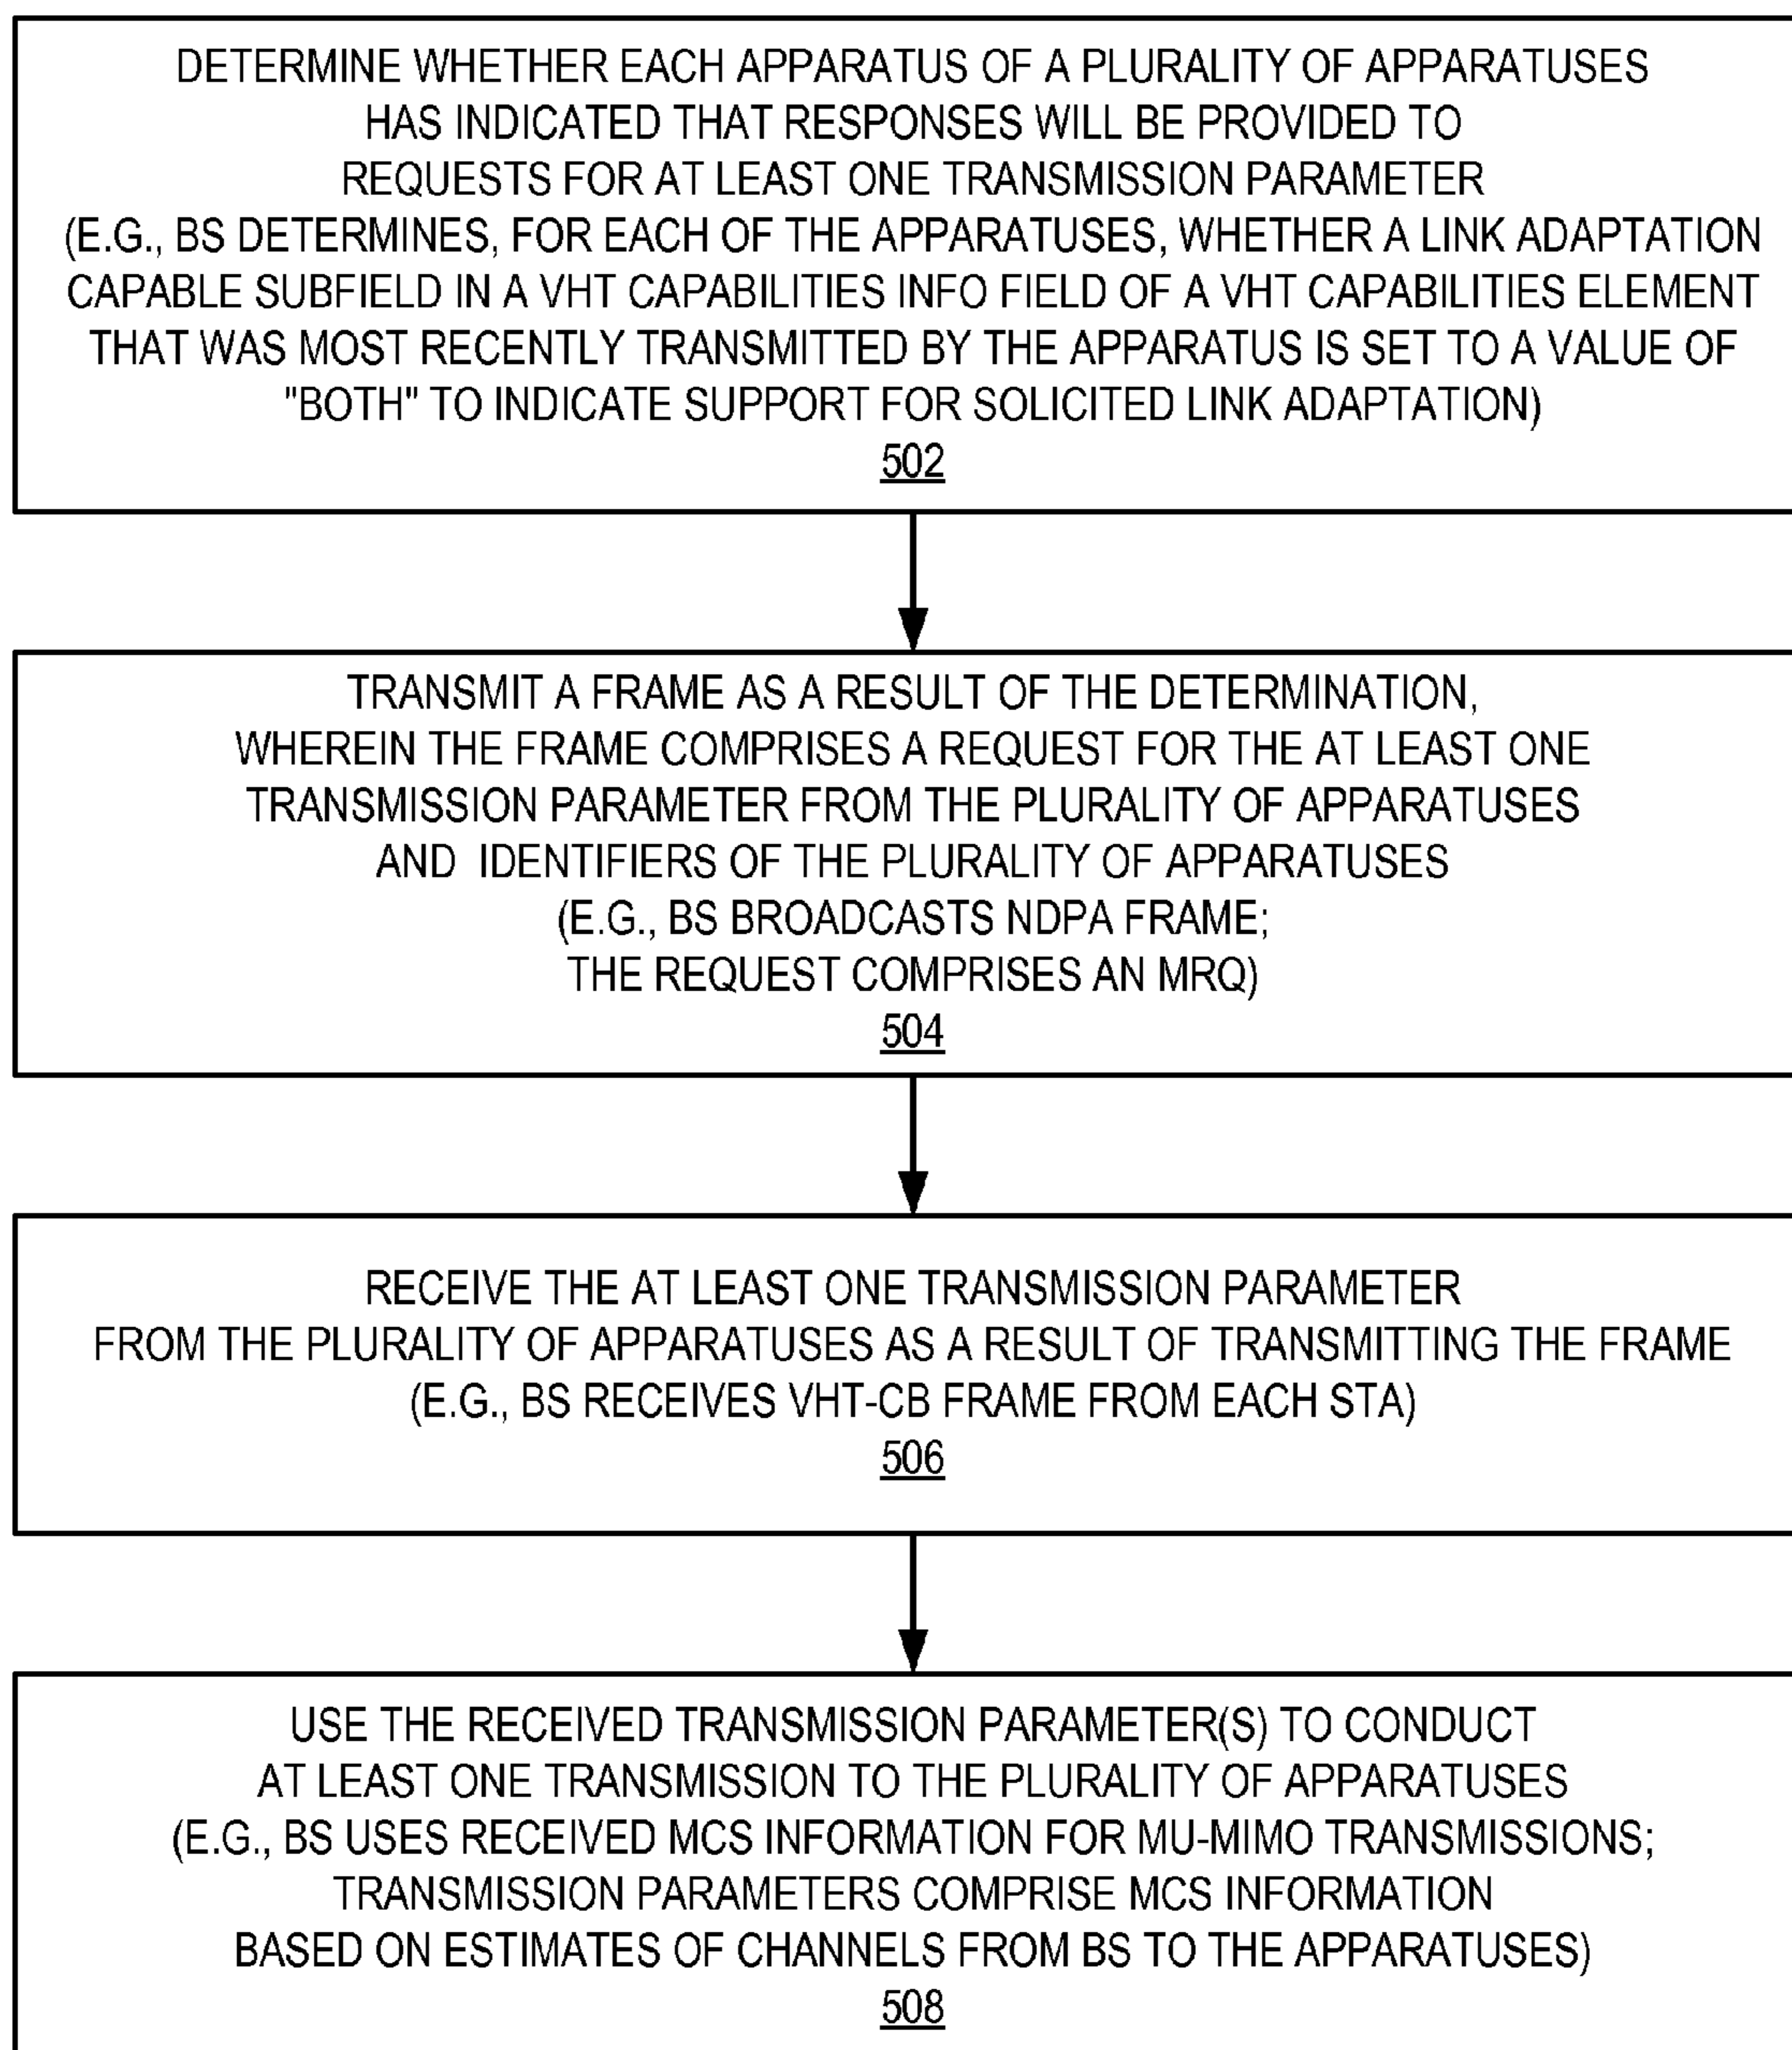 DETERMINE WHETHER EACH APPARATUS OF A PLURALITY OF APPARATUSES
HAS INDICATED THAT RESPONSES WILL BE PROVIDED TO
REQUESTS FOR AT LEAST ONE TRANSMISSION PARAMETER
(E.G., BS DETERMINES, FOR EACH OF THE APPARATUSES, WHETHER A LINK ADAPTATION
CAPABLE SUBFIELD IN A VHT CAPABILITIES INFO FIELD OF A VHT CAPABILITIES ELEMENT
THAT WAS MOST RECENTLY TRANSMITTED BY THE APPARATUS IS SET TO A VALUE OF
"BOTH" TO INDICATE SUPPORT FOR SOLICITED LINK ADAPTATION)
502
TRANSMIT A FRAME AS A RESULT OF THE DETERMINATION,
WHEREIN THE FRAME COMPRISES A REQUEST FOR THE AT LEAST ONE
TRANSMISSION PARAMETER FROM THE PLURALITY OF APPARATUSES
AND IDENTIFIERS OF THE PLURALITY OF APPARATUSES
(E.G., BS BROADCASTS NDPA FRAME;
THE REQUEST COMPRISES AN MRQ)
504
RECEIVE THE AT LEAST ONE TRANSMISSION PARAMETER
FROM THE PLURALITY OF APPARATUSES AS A RESULT OF TRANSMITTING THE FRAME
(E.G., BS RECEIVES VHT-CB FRAME FROM EACH STA)
506
USE THE RECEIVED TRANSMISSION PARAMETER(S) TO CONDUCT
AT LEAST ONE TRANSMISSION TO THE PLURALITY OF APPARATUSES
(E.G., BS USES RECEIVED MCS INFORMATION FOR MU-MIMO TRANSMISSIONS;
TRANSMISSION PARAMETERS COMPRISE MCS INFORMATION
BASED ON ESTIMATES OF CHANNELS FROM BS TO THE APPARATUSES)
508